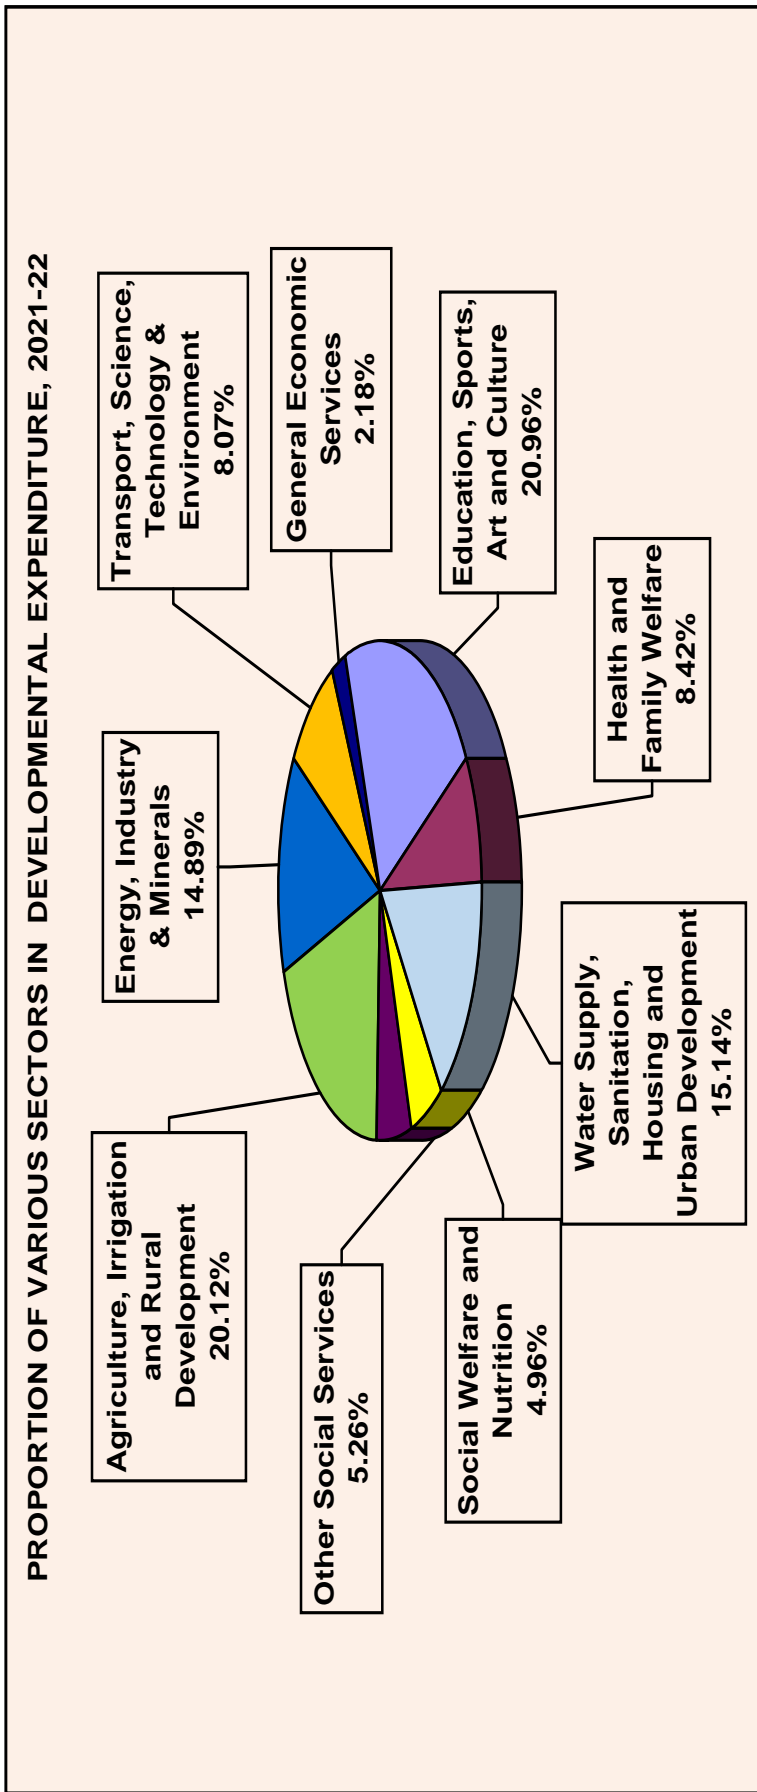 PROPORTION OF VARIOUS SECTORS IN DEVELOPMENTAL EXPENDITURE, 2021-22
Agriculture, Irrigation
and Rural
Development
20.12%
Energy, Industry
& Minerals
14.89%
Transport, Science,
Technology &
Environment
8.07%
General Economic
Services
2.18%
Other Social Services
5.26%
Education, Sports,
Art and Culture
20.96%
Social Welfare and
Nutrition
4.96%
Water Supply,
Sanitation,
Housing and
Urban Development
15.14%
Health and
Family Welfare
8.42%